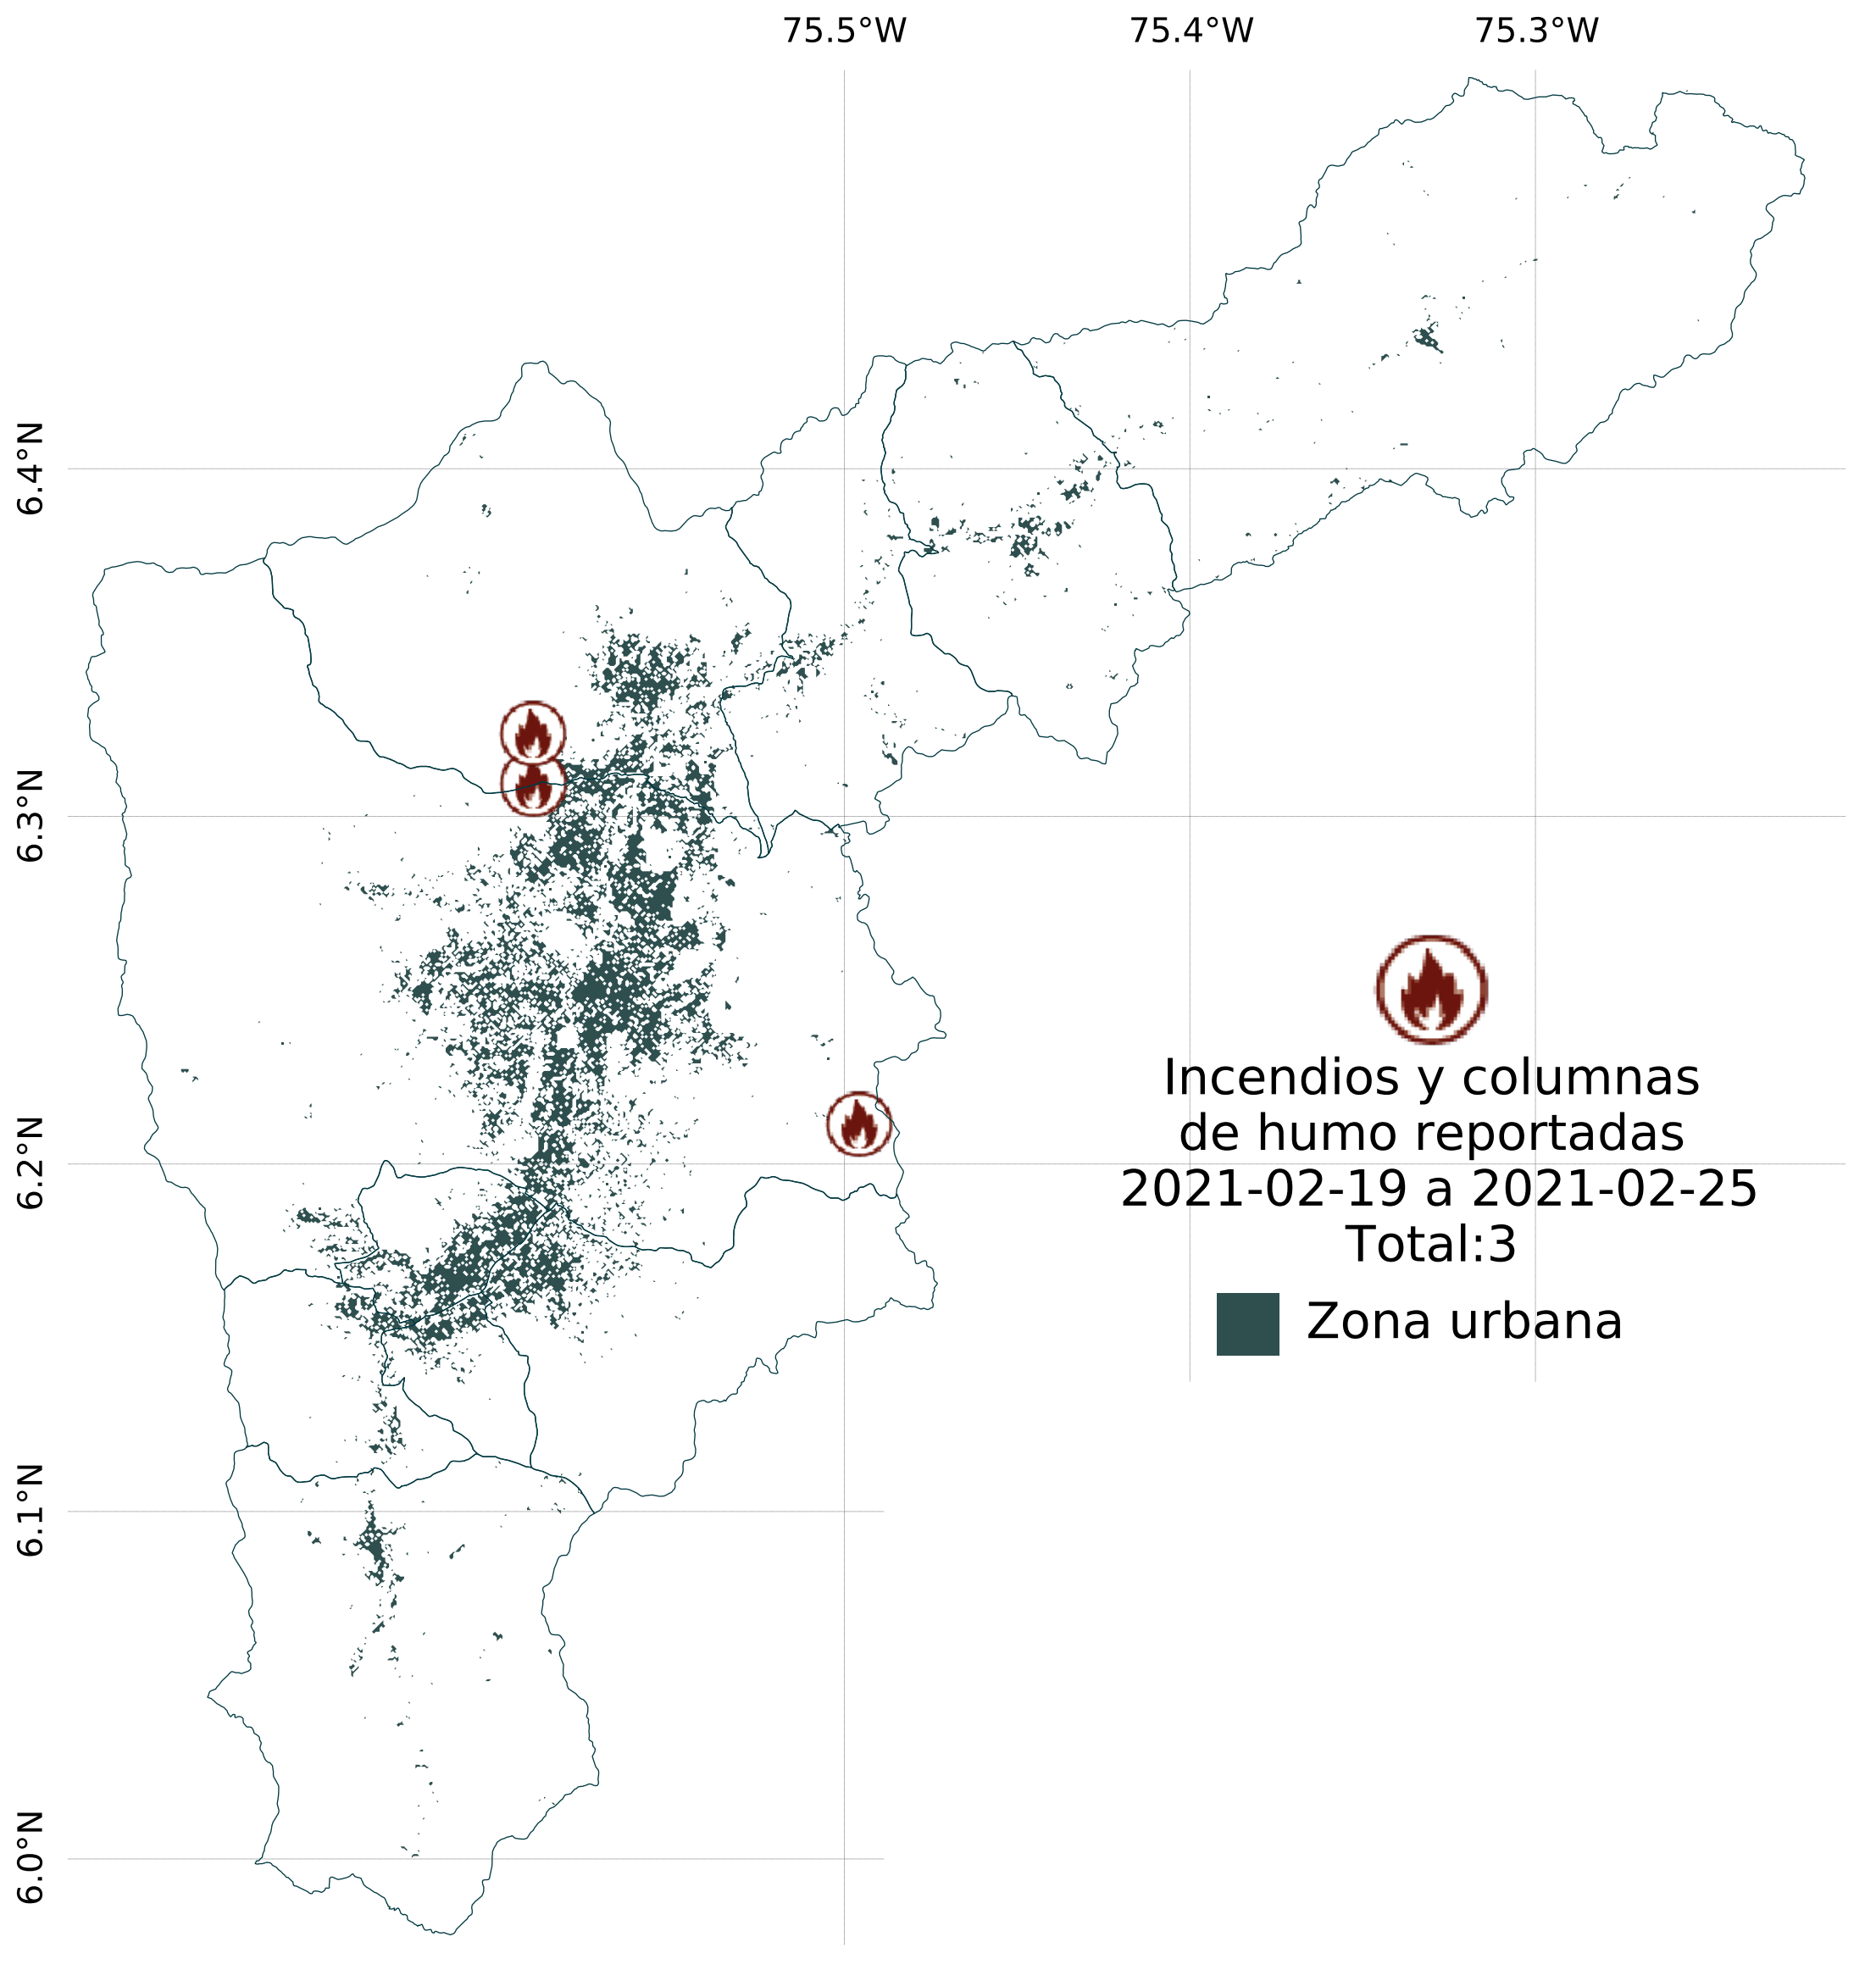 75.5°W 75.4°W 75.3°W
6.4°N
6.3°N
6.2°N
6.1°N
6.0°N
Incendios y columnas
de humo reportadas
2021-02-19 a 2021-02-25
Total:3
Zona urbana